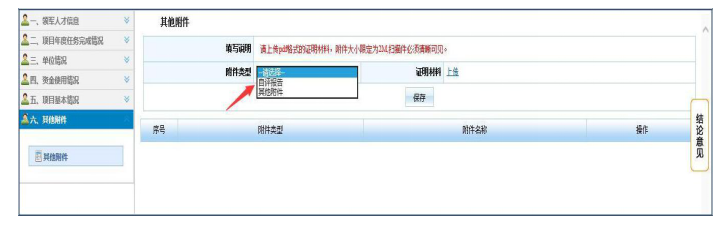 一、领军人才信息
二、项目年度任务完成情况
三、单位情况
四、资金使用情况
五、项目基本情况
六、其他附件
其他附件
其他附件
填写说明 请上传pdf格式的证明材料，附件大小限定为2M,扫描件必须清晰可见。
附件类型 --请选择-- 证明材料 上传
自评报告
其他附件
保存
序号 附件类型 附件名称 操作
结论意见